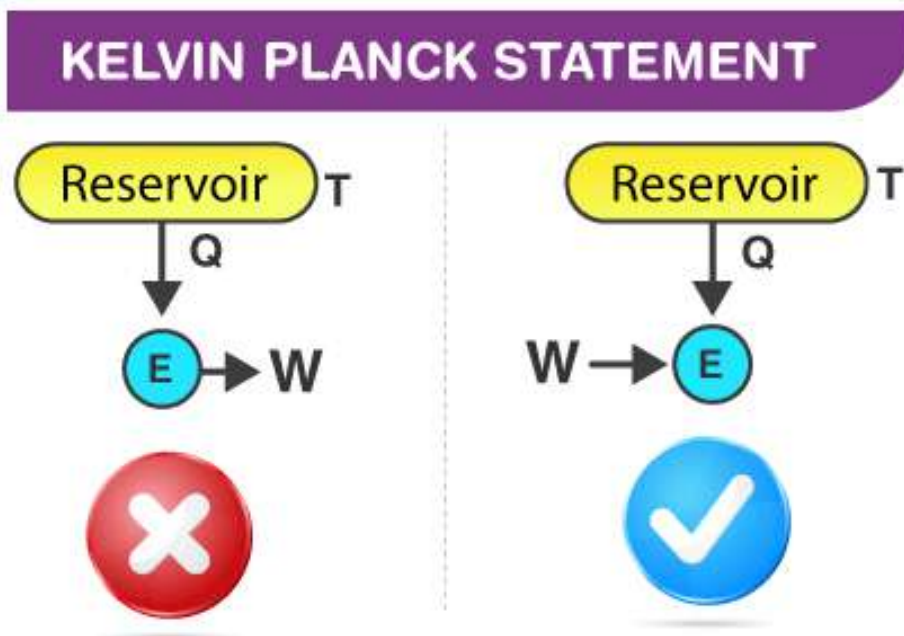 KELVIN PLANCK STATEMENT
Reservoir T
Q
E W
Reservoir T
Q
W E